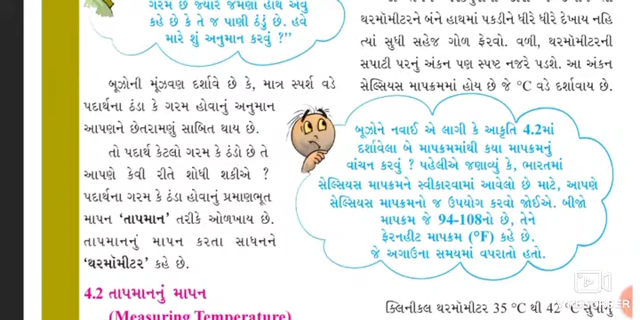 ગરમ છે જ્યારે જમણો હાથ એવું
કહે છે કે તે જ પાણી ઠંડું છે. હવે
મારે શું અનુમાન કરવું ?”
બૂઝોની મૂંઝવણ દર્શાવે છે કે, માત્ર સ્પર્શ વડે
પદાર્થના ઠંડા કે ગરમ હોવાનું અનુમાન
આપણને છેતરામણું સાબિત થાય છે.
તો પદાર્થ કેટલો ગરમ કે ઠંડો છે તે
આપણે કેવી રીતે શોધી શકીએ ?
પદાર્થના ગરમ કે ઠંડા હોવાનું પ્રમાણભૂત
માપન ‘તાપમાન’ તરીકે ઓળખાય છે.
તાપમાનનું માપન કરતા સાધનને
‘થરમૉમીટર’ કહે છે.
4.2 તાપમાનનું માપન
(Measuring Temperature)
થરમૉમીટરને બંને હાથમાં પકડીને ધીરે ધીરે દેખાય નહિ
ત્યાં સુધી સહેજ ગોળ ફેરવો. વળી, થરમૉમીટરની
સપાટી પરનું અંકન પણ સ્પષ્ટ નજરે પડશે. આ અંકન
સેલ્સિયસ માપક્રમમાં હોય છે જે °C વડે દર્શાવાય છે.
બૂઝોને નવાઈ એ લાગી કે આકૃતિ 4.2માં
દર્શાવેલા બે માપક્રમમાંથી કયા માપક્રમનું
વાંચન કરવું ? પહેલીએ જણાવ્યું કે, ભારતમાં
સેલ્સિયસ માપક્રમને સ્વીકારવામાં આવેલો છે માટે, આપણે
સેલ્સિયસ માપક્રમનો જ ઉપયોગ કરવો જોઈએ. બીજો
માપક્રમ જે 94-108નો છે, તેને
ફેરનહીટ માપક્રમ (°F) કહે છે.
જે અગાઉના સમયમાં વપરાતો હતો.
ક્લિનીકલ થરમૉમીટર 35 °C થી 42 °C સુધીનું